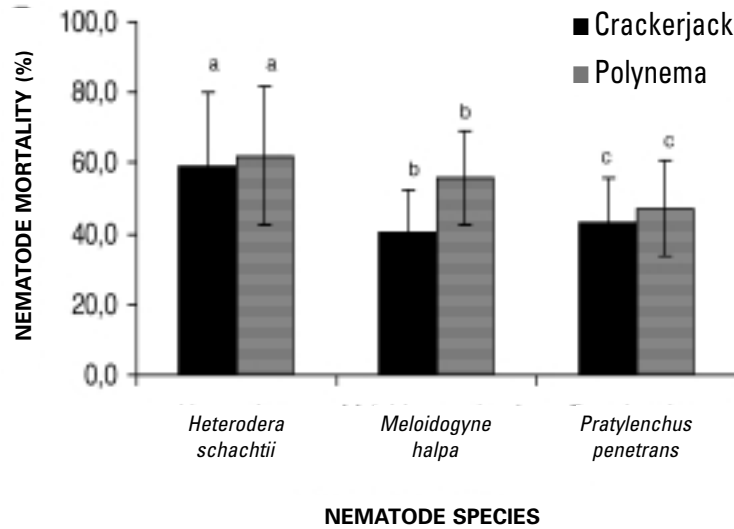 100,0
80,0
60,0
40,0
20,0
0,0
NEMATODE MORTALITY (%)
Crackerjack
Polynema
a a
b b
c c
Heterodera
schachtii
Meloidogyne
halpa
Pratylenchus
penetrans
NEMATODE SPECIES